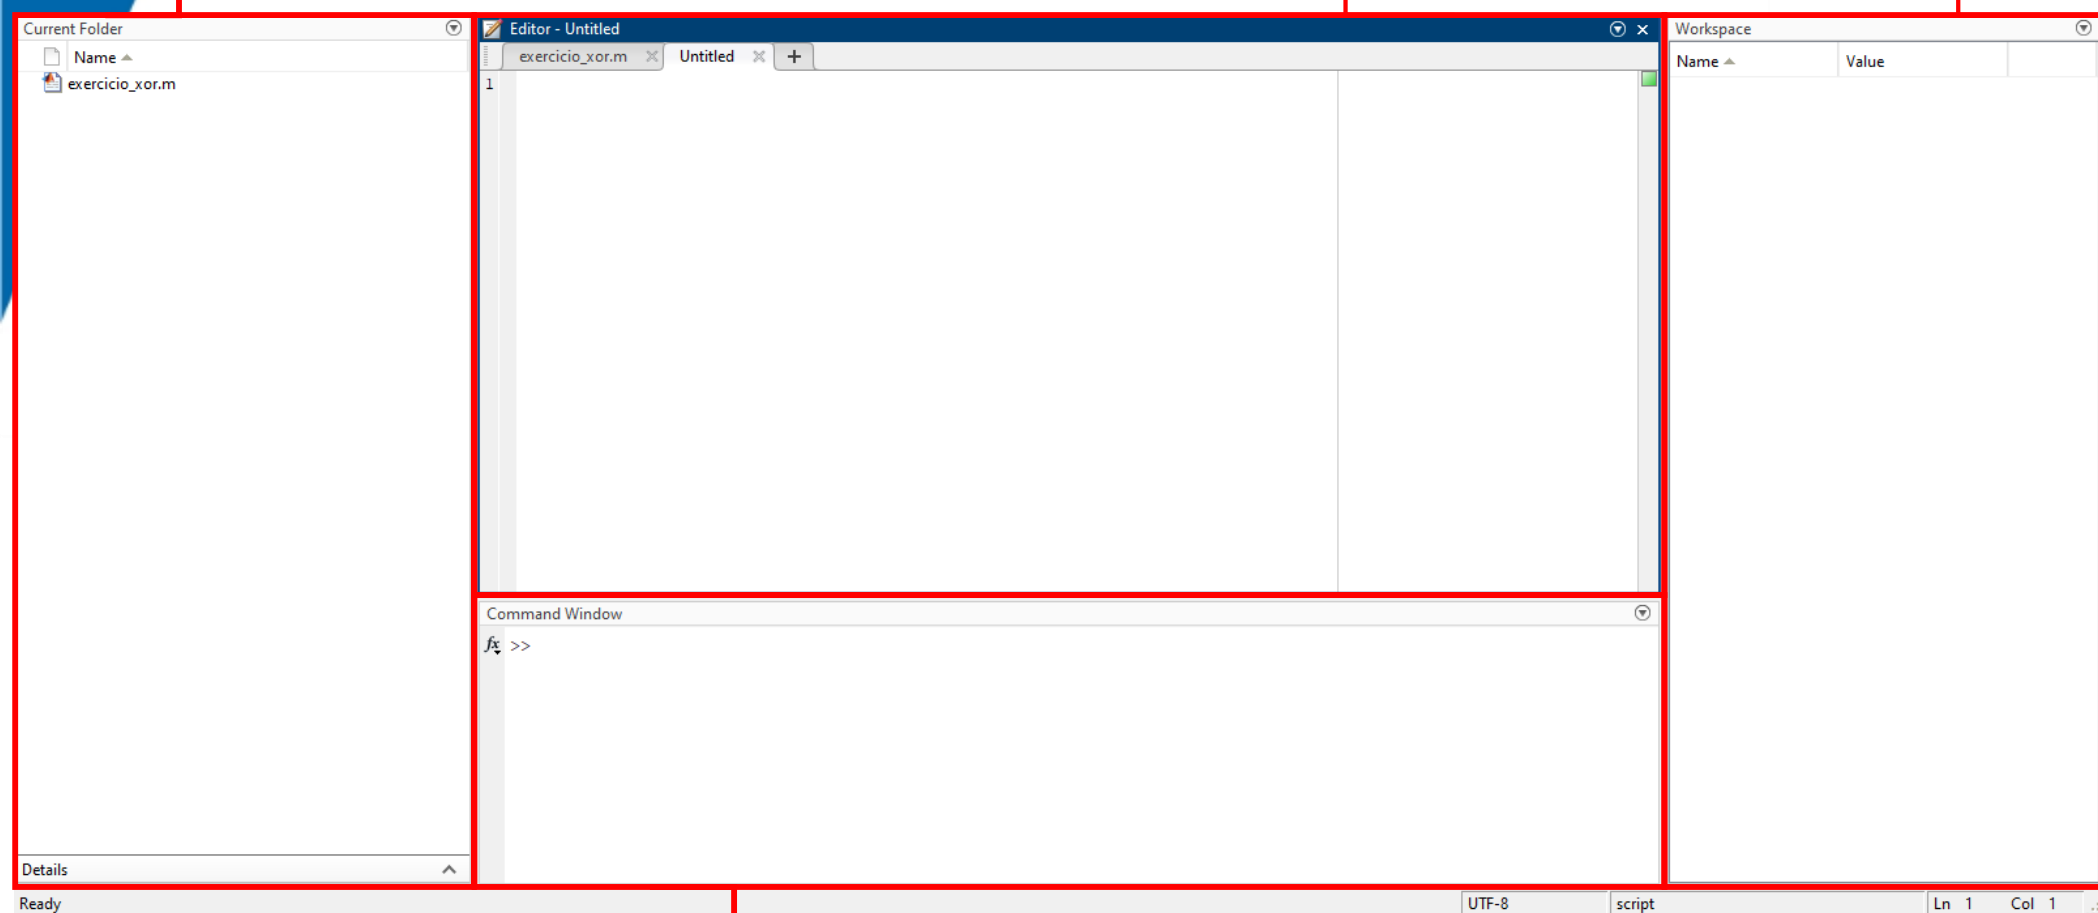 Current Folder
Name
exercicio_xor.m
Details
Editor - Untitled
exercicio_xor.m
Untitled
+
1
Command Window
fx >>
Workspace
Name
Value
Ready
UTF-8
script
Ln 1 Col 1